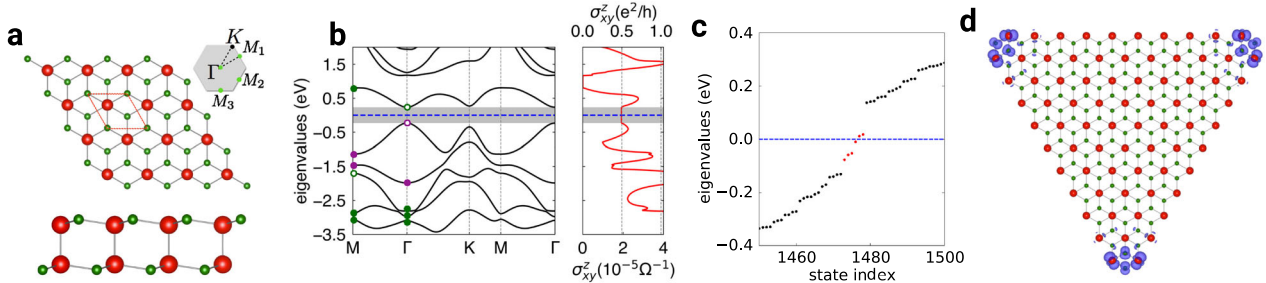 a
K
M₁
Γ
M₂
M₃
b
eigenvalues (eV)
1.5
0.5
−0.5
−1.5
−2.5
−3.5
M Γ K M Γ
σᶻₓᵧ(e²/h)
0.0 0.5 1.0
0 2 4
σᶻₓᵧ(10⁻⁵Ω⁻¹)
c
eigenvalues (eV)
0.4
0.2
0.0
−0.2
−0.4
1460 1480 1500
state index
d